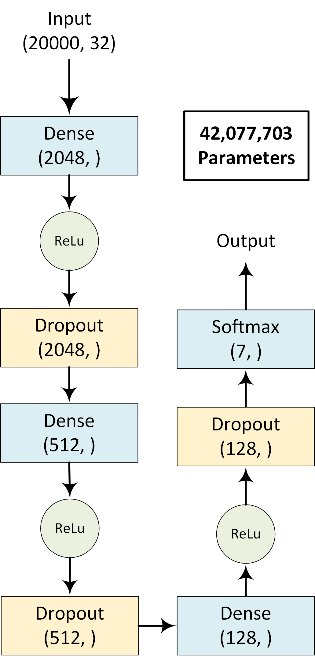 Input
(20000, 32)
Dense
(2048, )
ReLu
Dropout
(2048, )
Dense
(512, )
ReLu
Dropout
(512, )
Dense
(128, )
ReLu
Dropout
(128, )
Softmax
(7, )
Output
42,077,703
Parameters